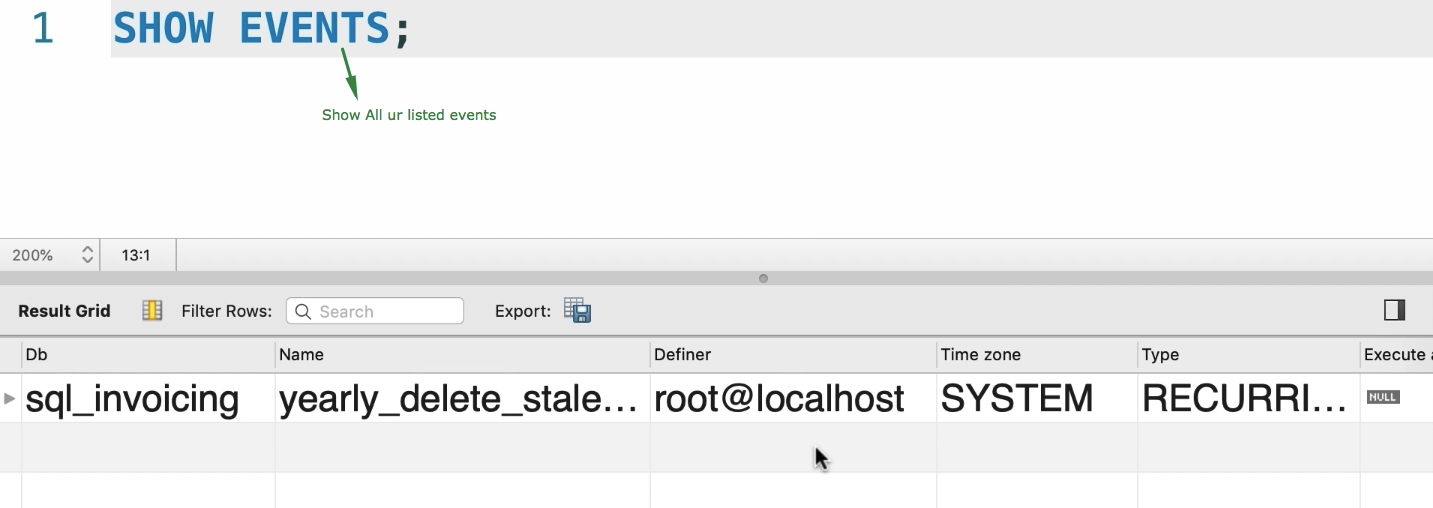 1 SHOW EVENTS;
Show All ur listed events
200% 13:1
Result Grid Filter Rows: Search Export:
Db Name Definer Time zone Type Execute
sql_invoicing yearly_delete_stale... root@localhost SYSTEM RECURRI... NULL